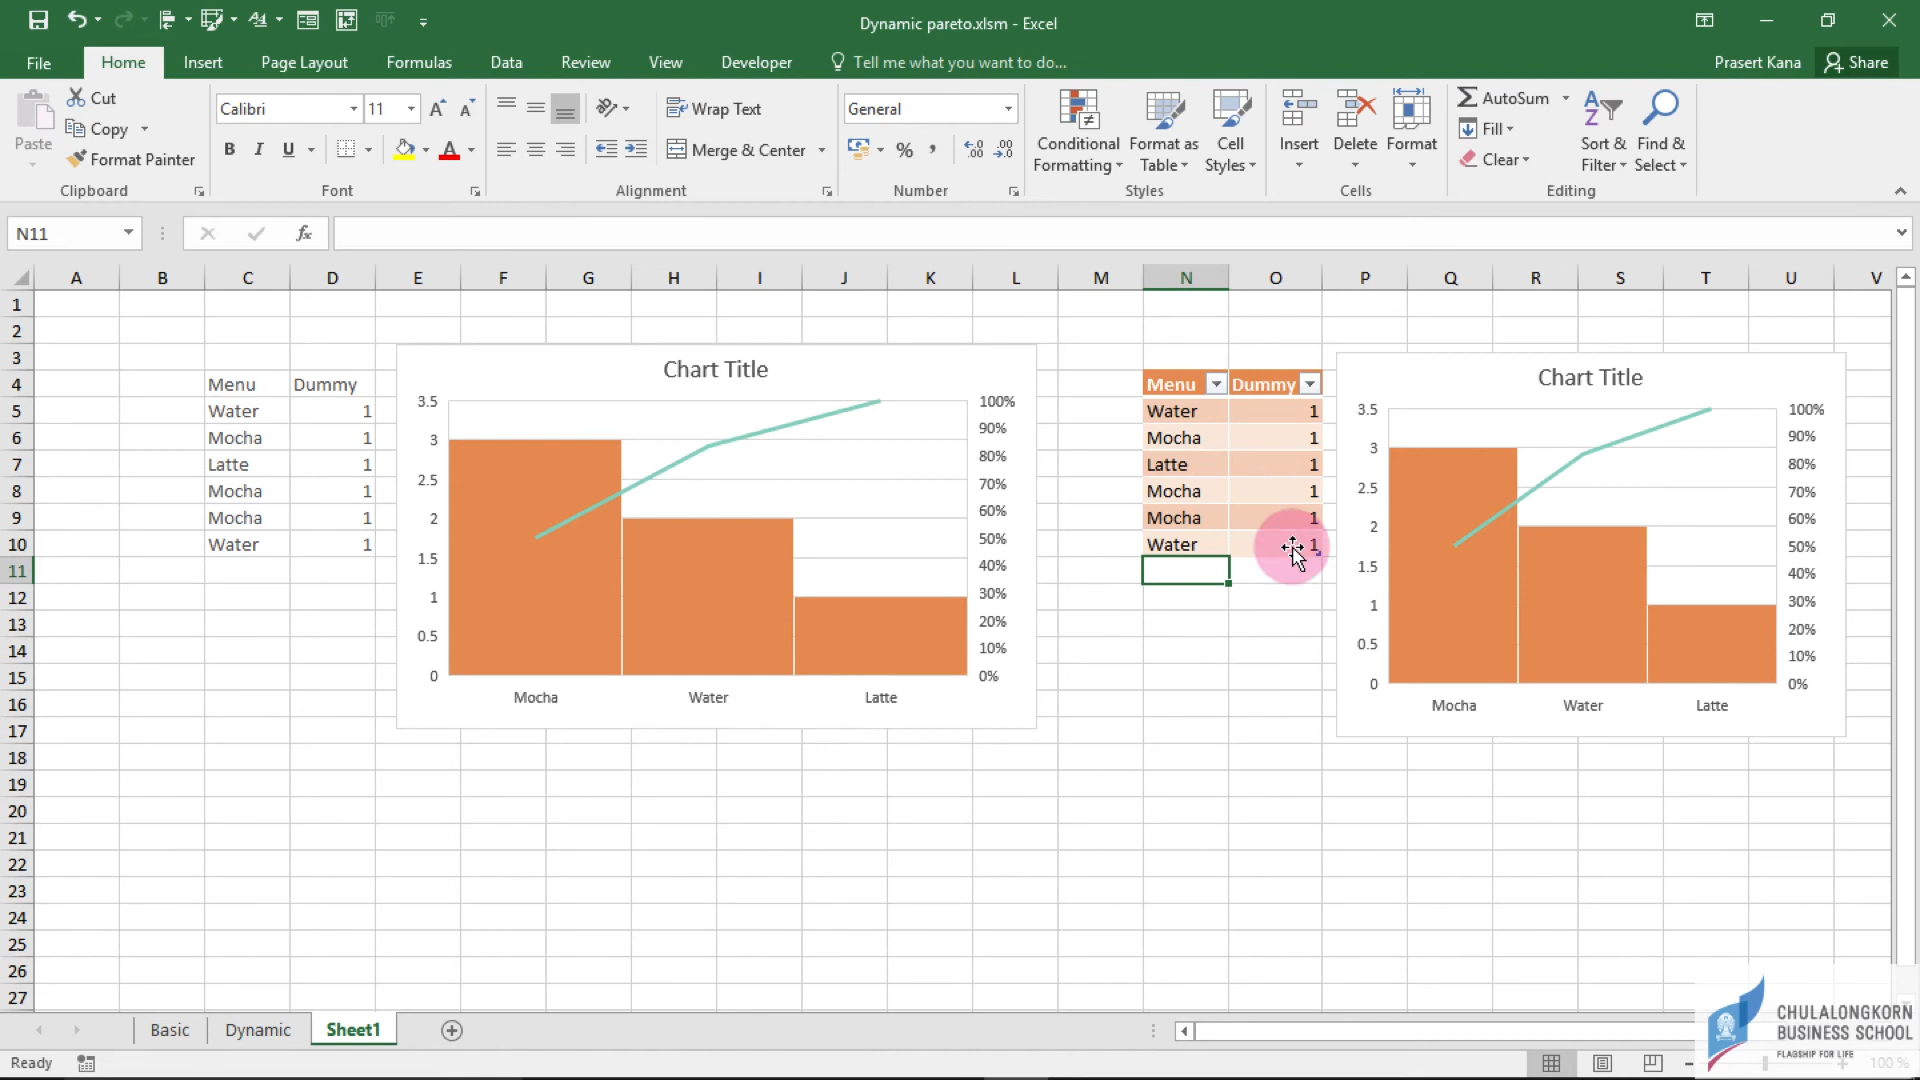 Dynamic pareto.xlsm - Excel
File Home Insert Page Layout Formulas Data Review View Developer Tell me what you want to do... Prasert Kana Share
Paste Cut Copy Format Painter Clipboard
Calibri 11 B I U A Font
Wrap Text Merge & Center Alignment
General % , Number
Conditional Formatting Format as Table Cell Styles Styles
Insert Delete Format Cells
AutoSum Fill Clear Sort & Filter Find & Select Editing
N11 fx
A B C D E F G H I J K L M N O P Q R S T U V
1
2
3
4 Menu Dummy Menu Dummy
5 Water 1 Water 1
6 Mocha 1 Mocha 1
7 Latte 1 Latte 1
8 Mocha 1 Mocha 1
9 Mocha 1 Mocha 1
10 Water 1 Water 1
11
12
13
14
15
16
17
18
19
20
21
22
23
24
25
26
27
Chart Title
3.5
3
2.5
2
1.5
1
0.5
0
100%
90%
80%
70%
60%
50%
40%
30%
20%
10%
0%
Mocha Water Latte
Chart Title
3.5
3
2.5
2
1.5
1
0.5
0
100%
90%
80%
70%
60%
50%
40%
30%
20%
10%
0%
Mocha Water Latte
Basic Dynamic Sheet1
Ready
100 %
CHULALONGKORN
BUSINESS SCHOOL
FLAGSHIP FOR LIFE